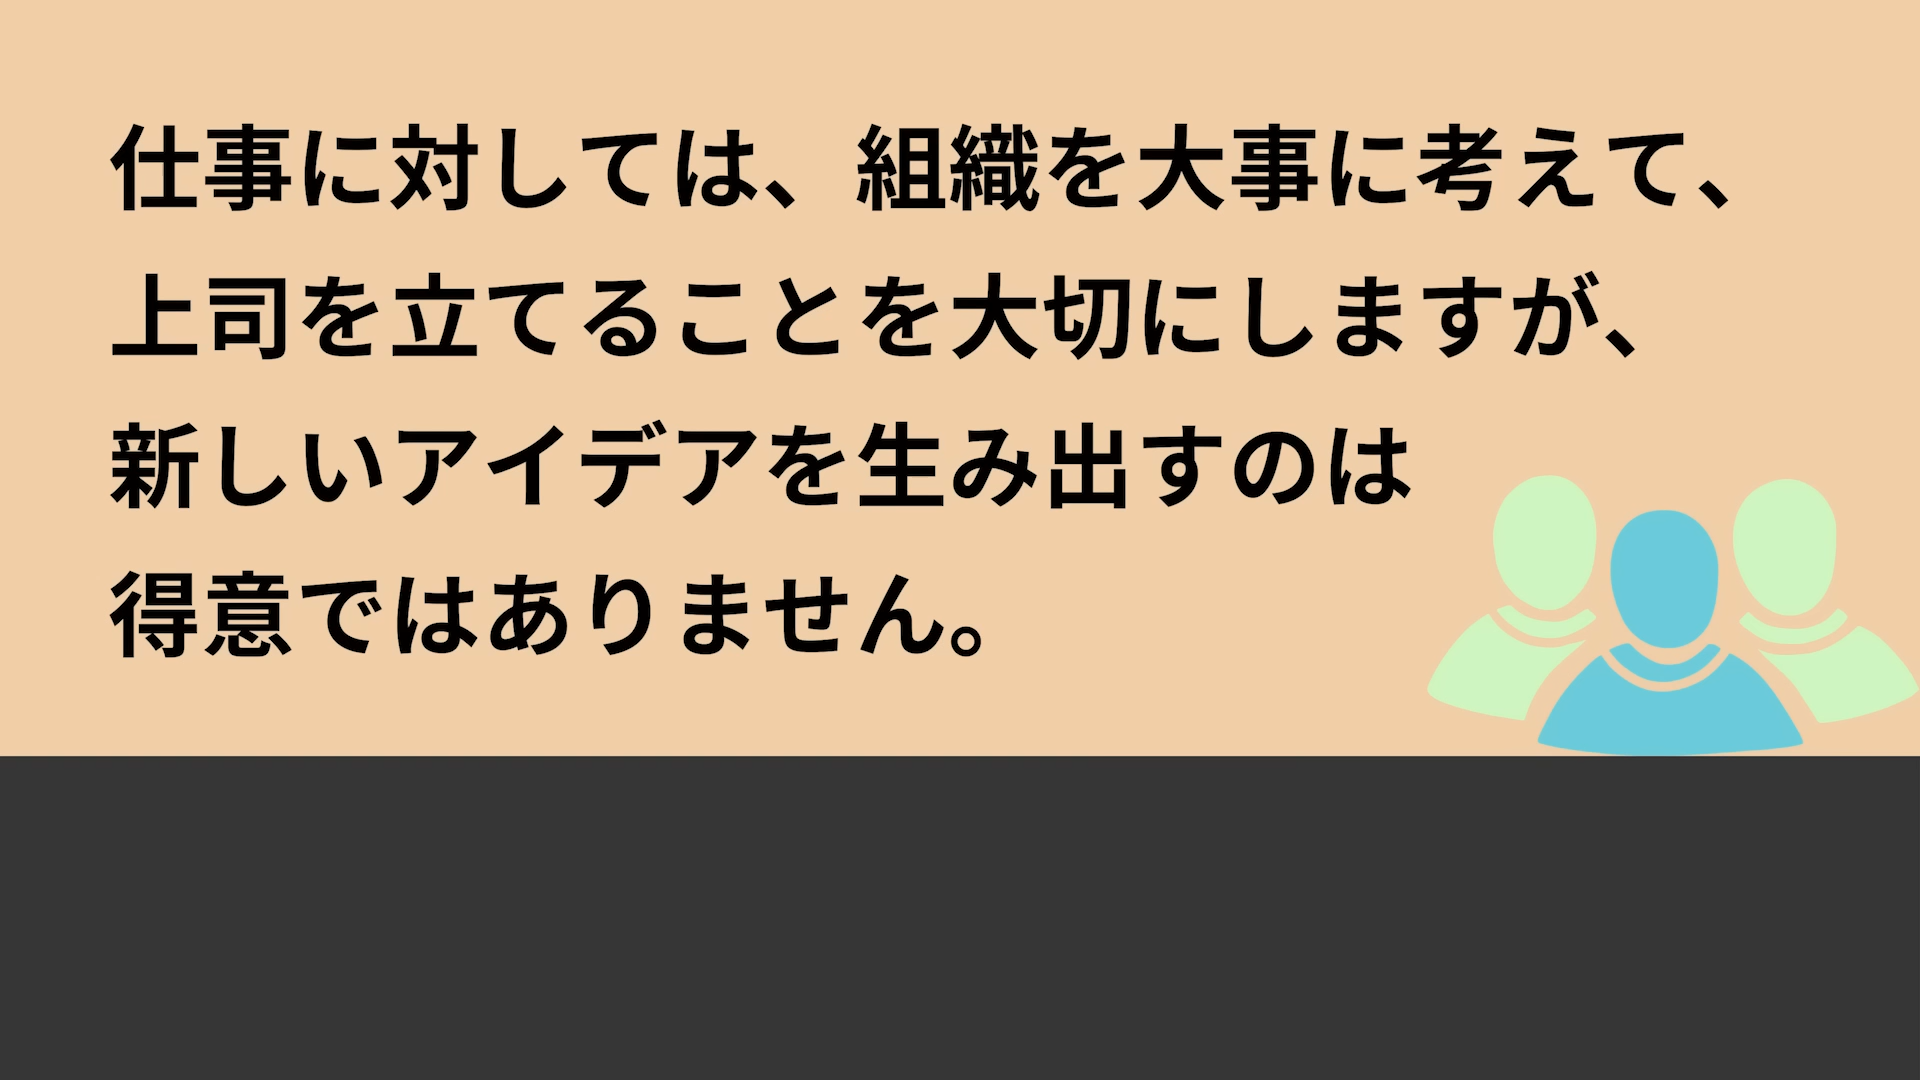 仕事に対しては、組織を大事に考えて、
上司を立てることを大切にしますが、
新しいアイデアを生み出すのは
得意ではありません。